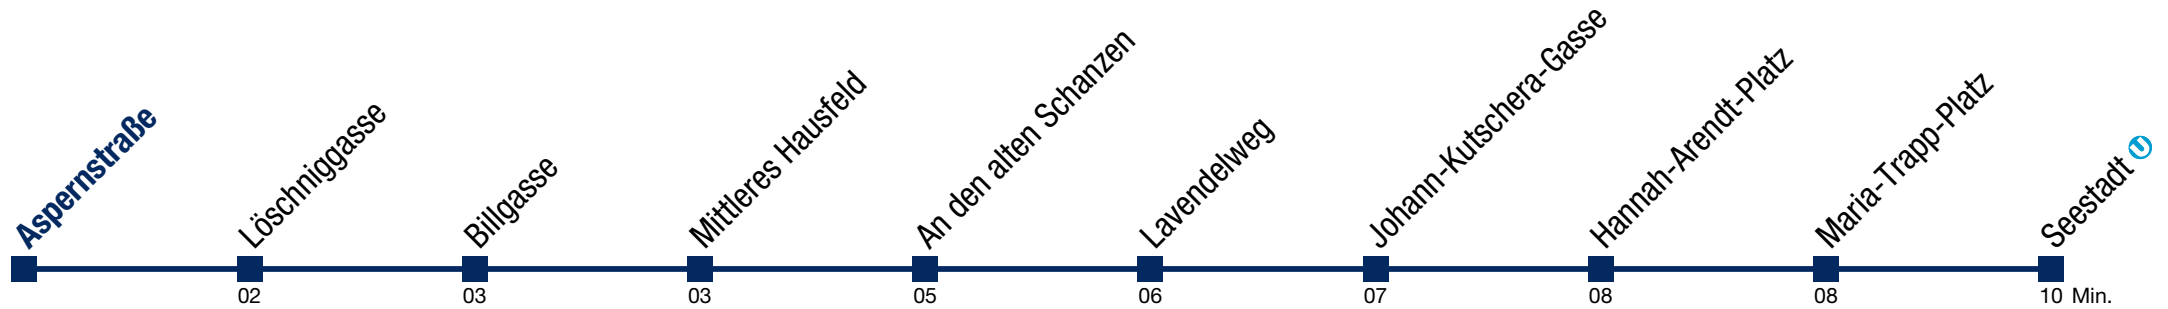 Aspernstraße
Löschniggasse
Billgasse
Mittleres Hausfeld
An den alten Schanzen
Lavendelweg
Johann-Kutschera-Gasse
Hannah-Arendt-Platz
Maria-Trapp-Platz
Seestadt U
02 03 03 05 06 07 08 08 10 Min.